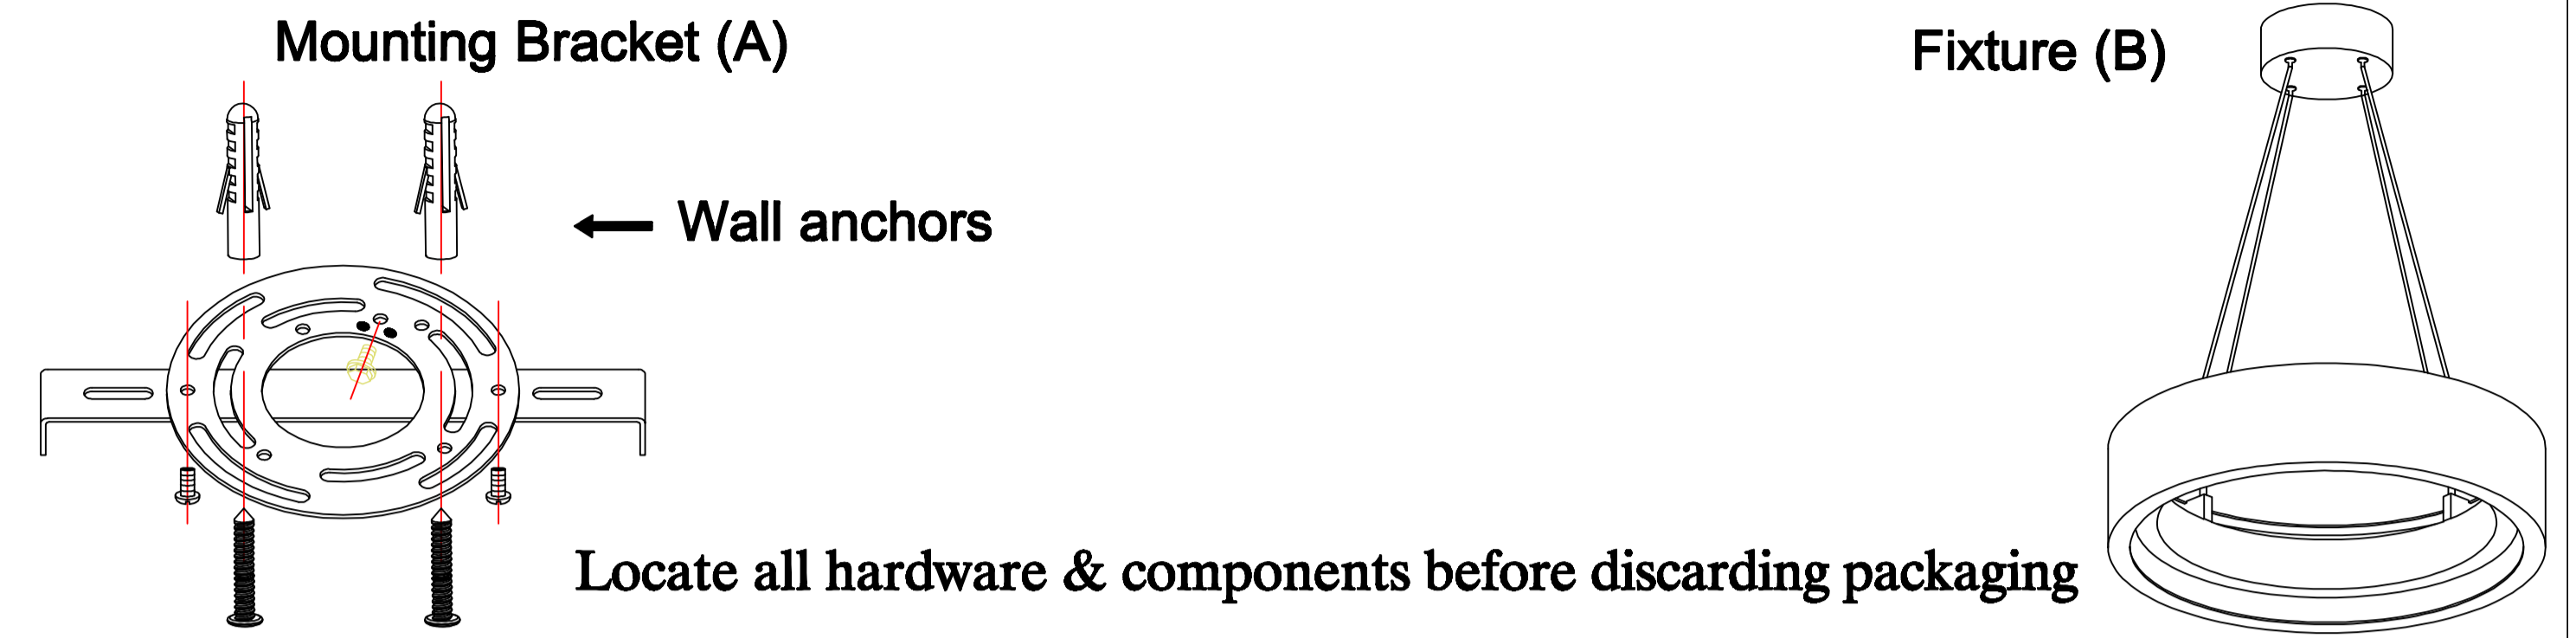 Mounting Bracket (A)
Fixture (B)
Wall anchors
Locate all hardware & components before discarding packaging